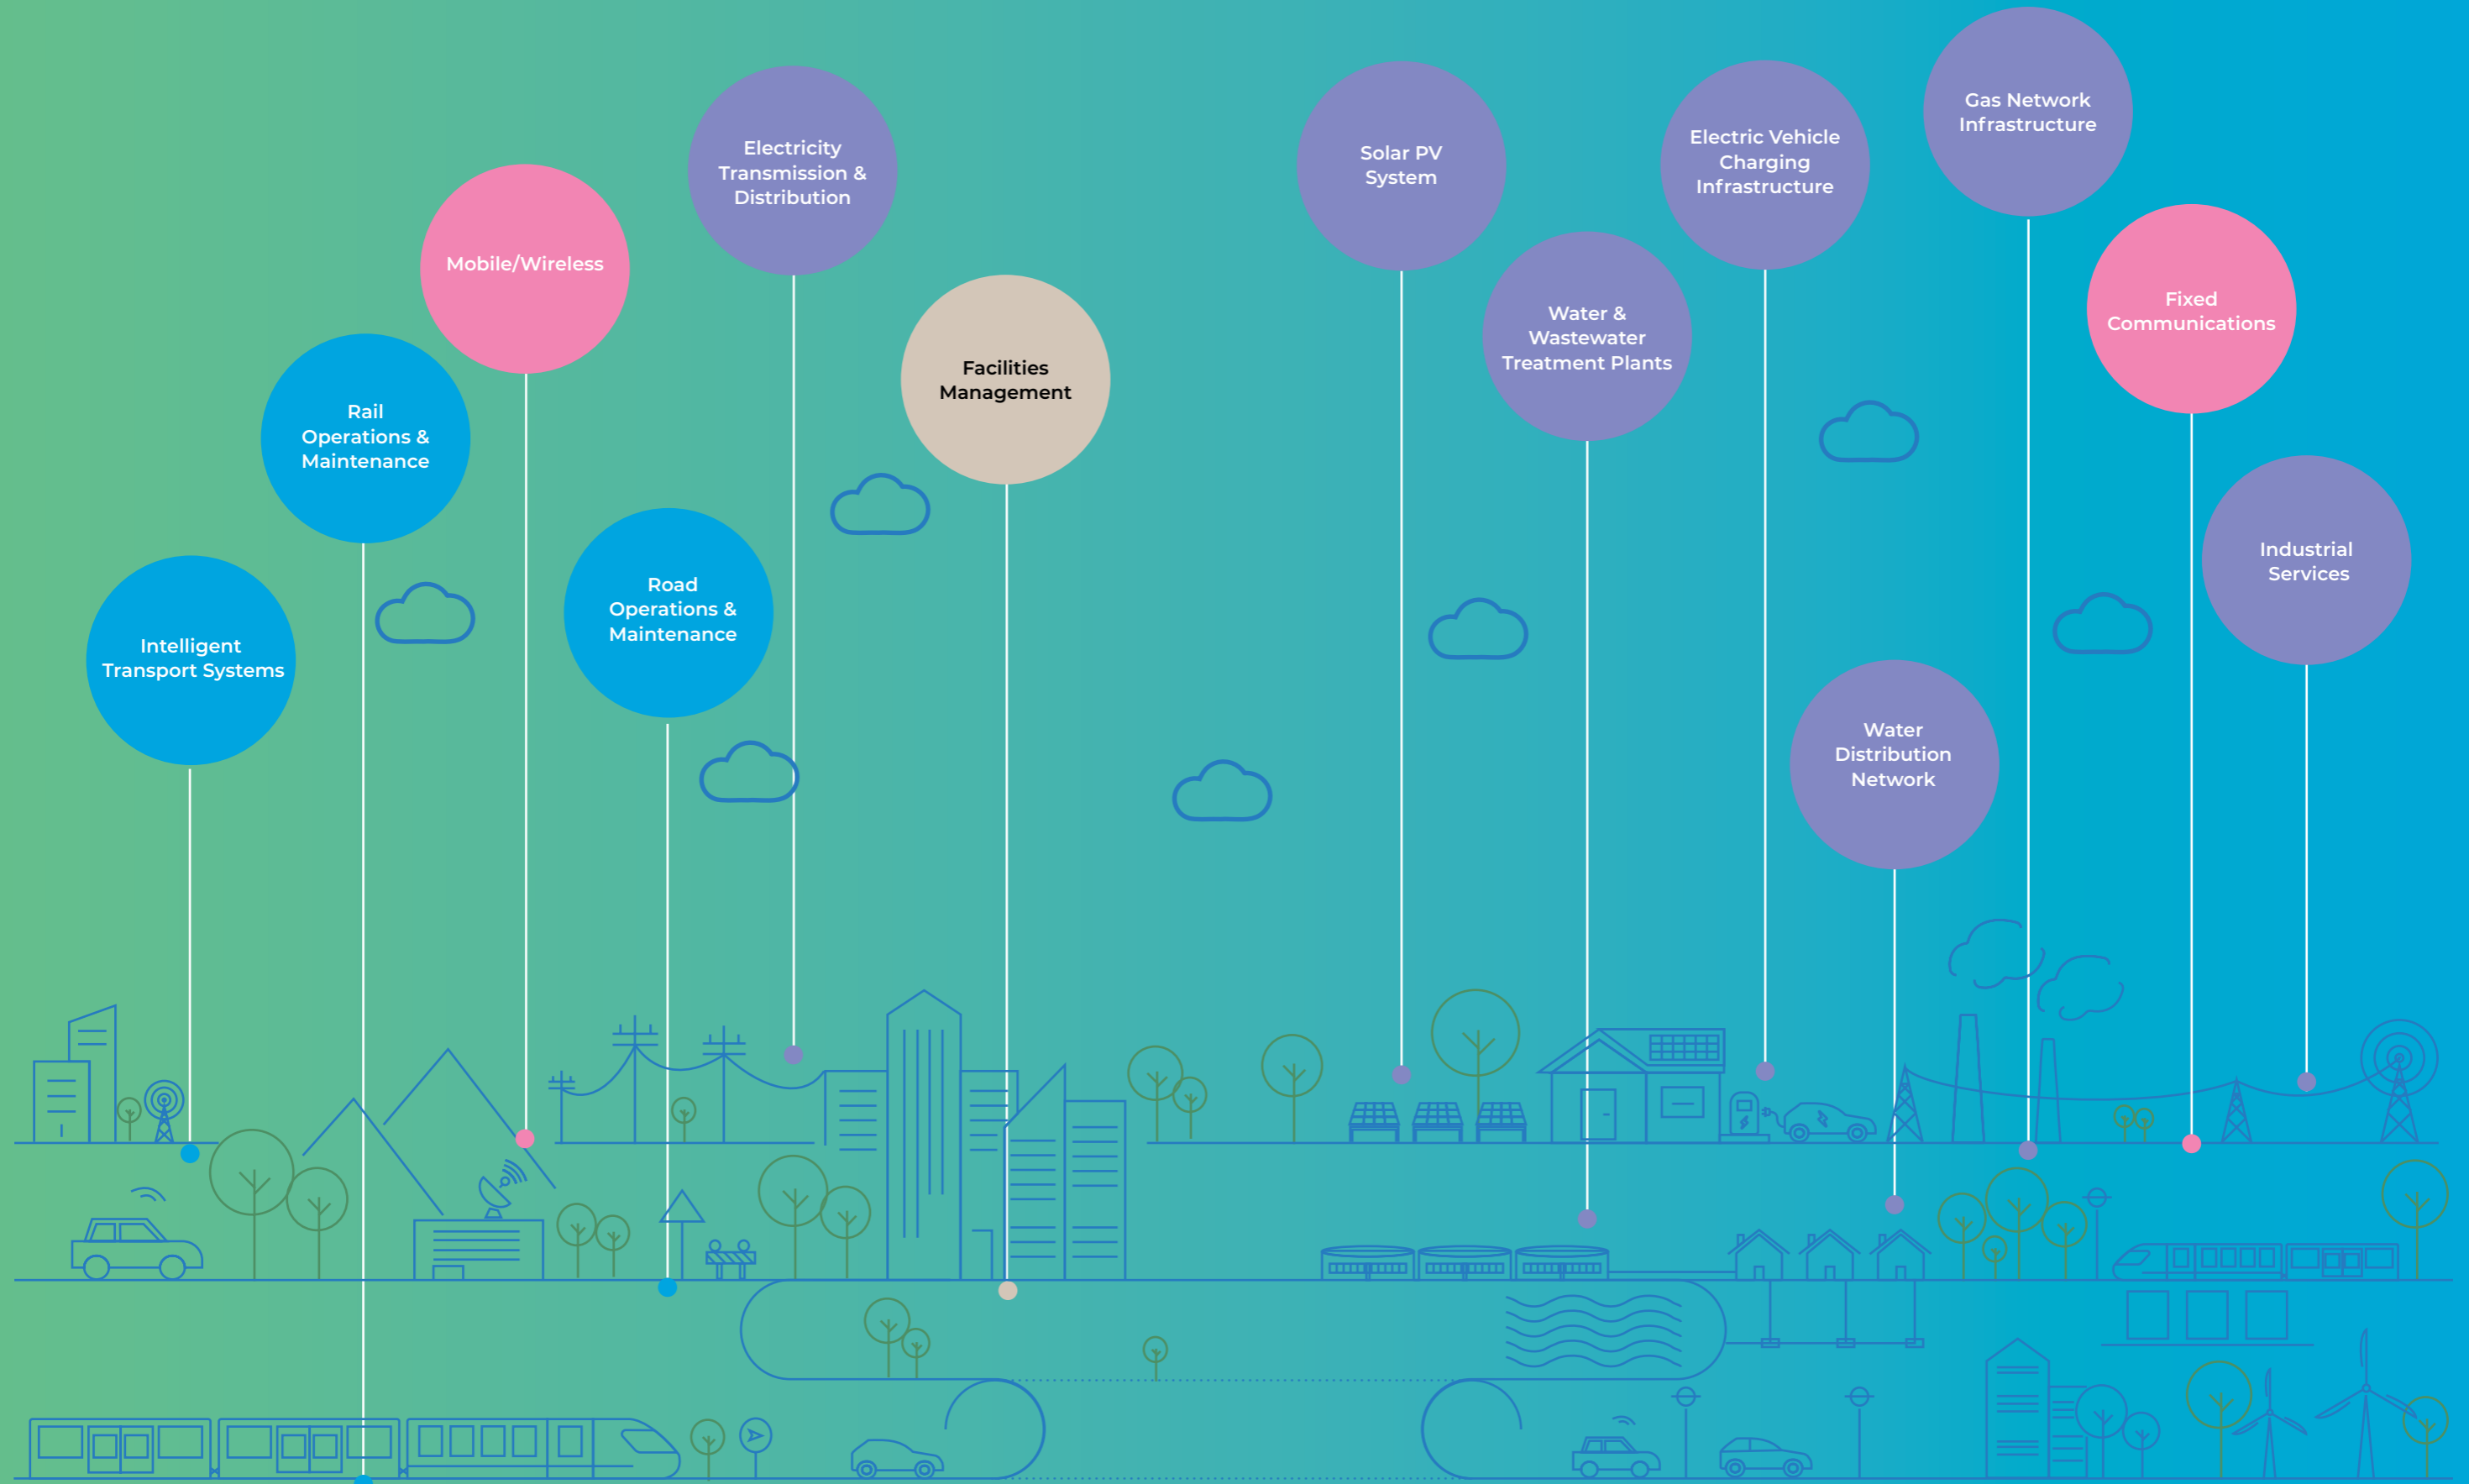 Intelligent
Transport Systems
Rail
Operations &
Maintenance
Mobile/Wireless
Road
Operations &
Maintenance
Electricity
Transmission &
Distribution
Facilities
Management
Solar PV
System
Water &
Wastewater
Treatment Plants
Electric Vehicle
Charging
Infrastructure
Water
Distribution
Network
Gas Network
Infrastructure
Fixed
Communications
Industrial
Services